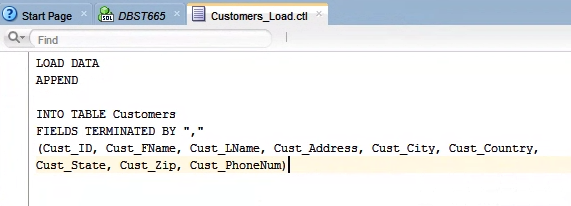 Start Page
DBST665
Customers_Load.ctl
Find
LOAD DATA
APPEND
INTO TABLE Customers
FIELDS TERMINATED BY ","
(Cust_ID, Cust_FName, Cust_LName, Cust_Address, Cust_City, Cust_Country,
Cust_State, Cust_Zip, Cust_PhoneNum)